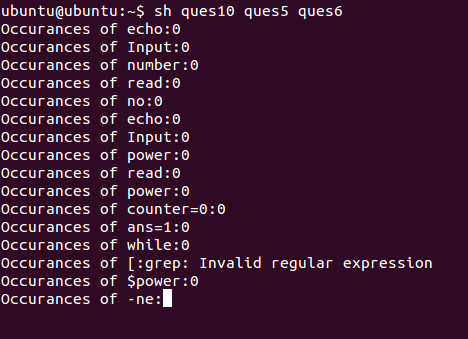 ubuntu@ubuntu:~$ sh ques10 ques5 ques6
Occurances of echo:0
Occurances of Input:0
Occurances of number:0
Occurances of read:0
Occurances of no:0
Occurances of echo:0
Occurances of Input:0
Occurances of power:0
Occurances of read:0
Occurances of power:0
Occurances of counter=0:0
Occurances of ans=1:0
Occurances of while:0
Occurances of [:grep: Invalid regular expression
Occurances of $power:0
Occurances of -ne: